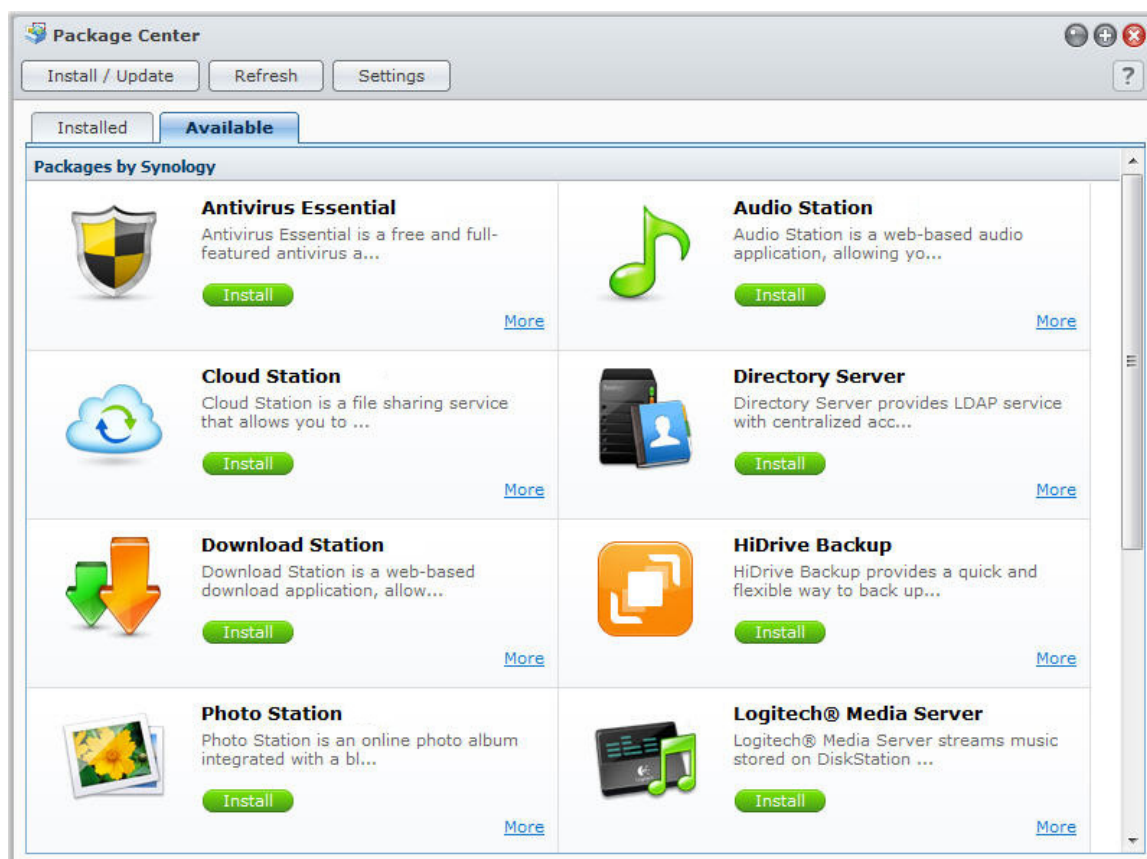 Package Center
Install / Update
Refresh
Settings
?
Installed
Available
Packages by Synology
Antivirus Essential
Antivirus Essential is a free and full-
featured antivirus a...
Install
More
Audio Station
Audio Station is a web-based audio
application, allowing yo...
Install
More
Cloud Station
Cloud Station is a file sharing service
that allows you to ...
Install
More
Directory Server
Directory Server provides LDAP service
with centralized acc...
Install
More
Download Station
Download Station is a web-based
download application, allow...
Install
More
HiDrive Backup
HiDrive Backup provides a quick and
flexible way to back up...
Install
More
Photo Station
Photo Station is an online photo album
integrated with a bl...
Install
More
Logitech® Media Server
Logitech® Media Server streams music
stored on DiskStation ...
Install
More